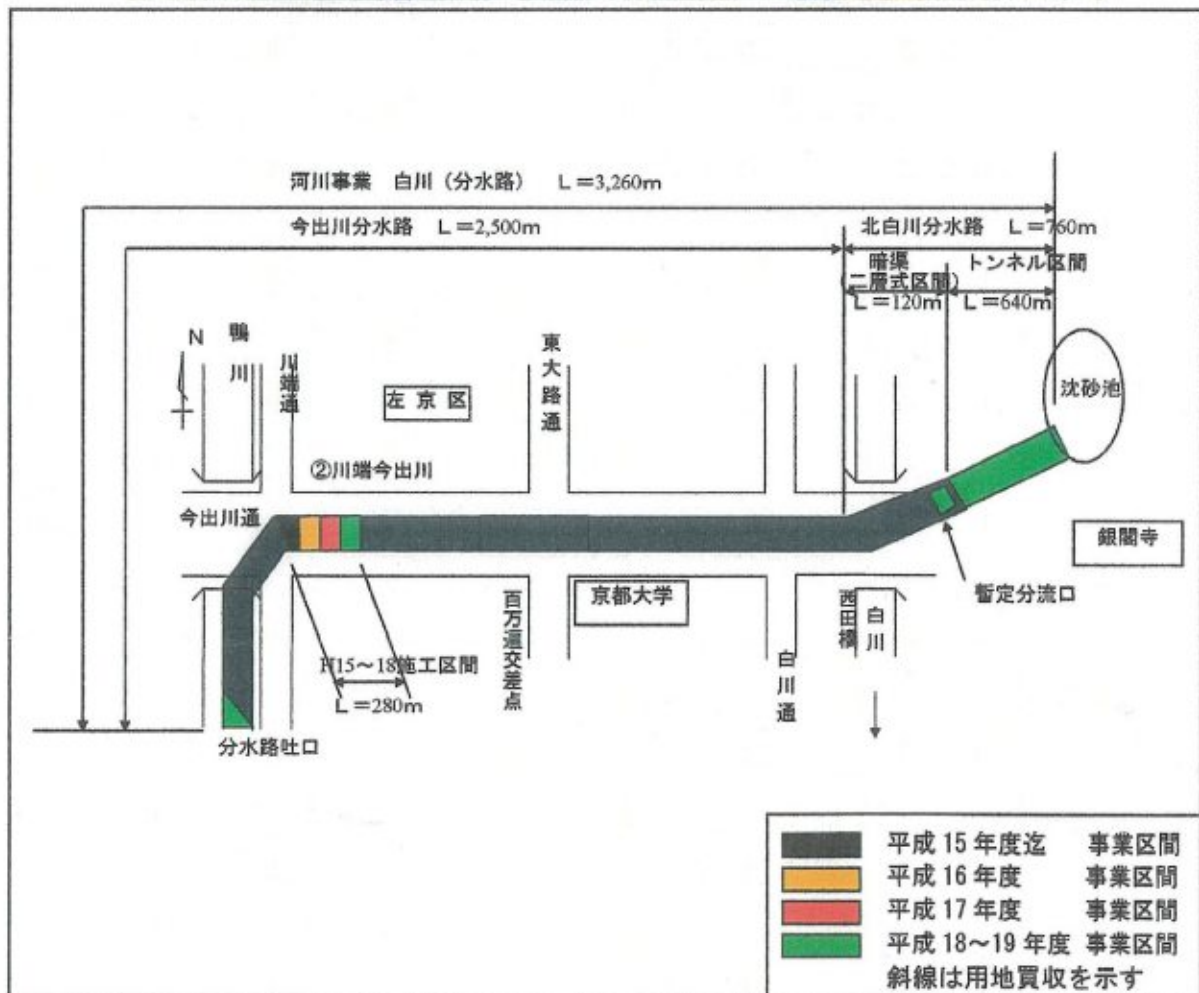 河川事業 白川(分水路) L=3,260m
今出川分水路 L=2,500m
北白川分水路 L=760m
暗渠
(二層式区間)
L=120m
トンネル区間
L=640m
N
鴨川
川端通
東大路通
左京区
沈砂池
②川端今出川
今出川通
銀閣寺
暫定分流口
京都大学
百万遍交差点
西田橋
白川
白川通
H15~18施工区間
L=280m
分水路吐口
平成15年度迄 事業区間
平成16年度 事業区間
平成17年度 事業区間
平成18~19年度 事業区間
斜線は用地買収を示す